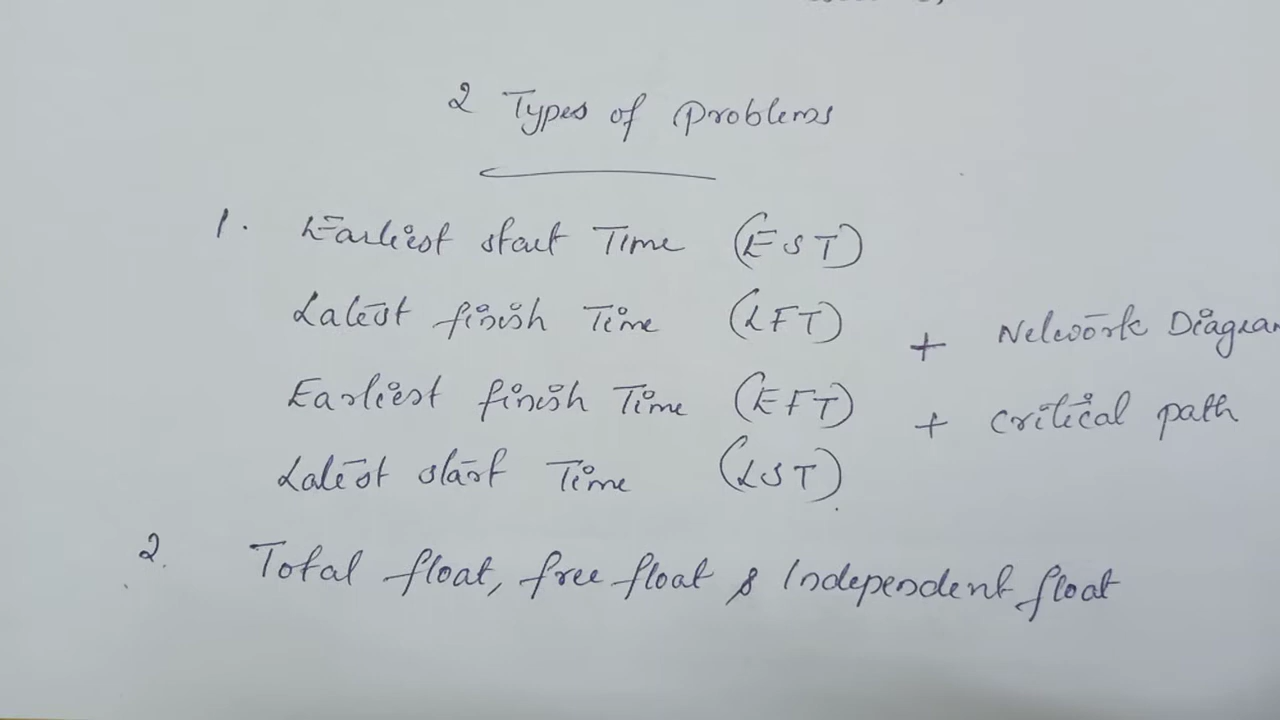 2 Types of Problems
1. Earliest start Time (EST)
Latest finish Time (LFT)
+ Network Diagram
Earliest finish Time (EFT)
+ critical path
Latest start Time (LST)
2. Total float, free float & Independent float